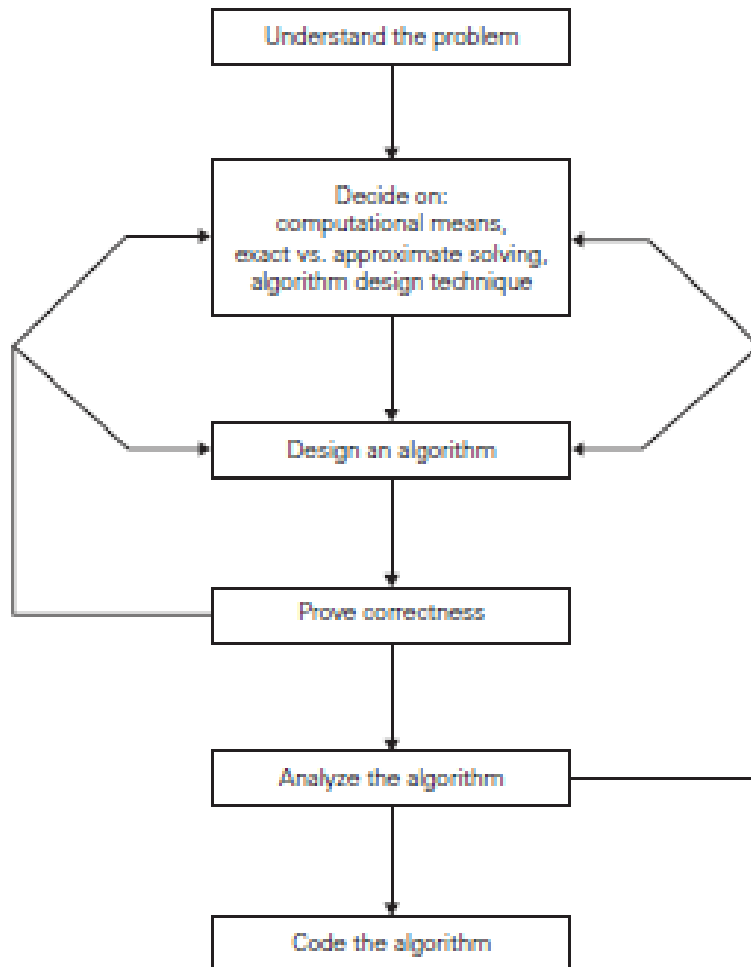 Understand the problem
Decide on:
computational means,
exact vs. approximate solving,
algorithm design technique
Design an algorithm
Prove correctness
Analyze the algorithm
Code the algorithm